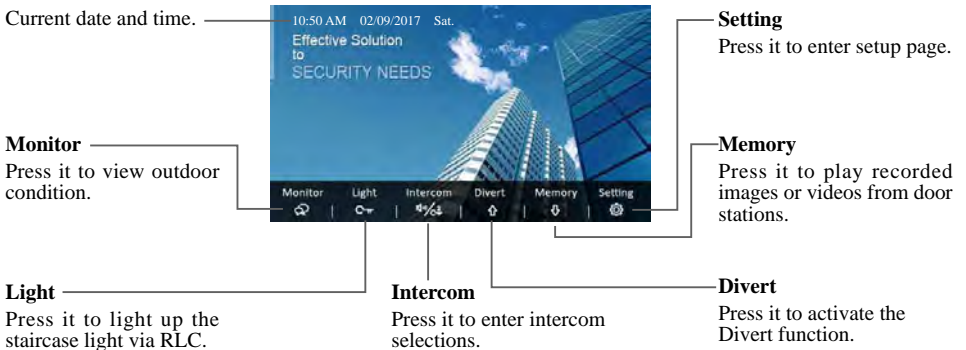 Current date and time.
10:50 AM 02/09/2017 Sat.
Effective Solution
to
SECURITY NEEDS
Setting
Press it to enter setup page.
Monitor
Press it to view outdoor
condition.
Memory
Press it to play recorded
images or videos from door
stations.
Monitor Light Intercom Divert Memory Setting
Light
Press it to light up the
staircase light via RLC.
Intercom
Press it to enter intercom
selections.
Divert
Press it to activate the
Divert function.